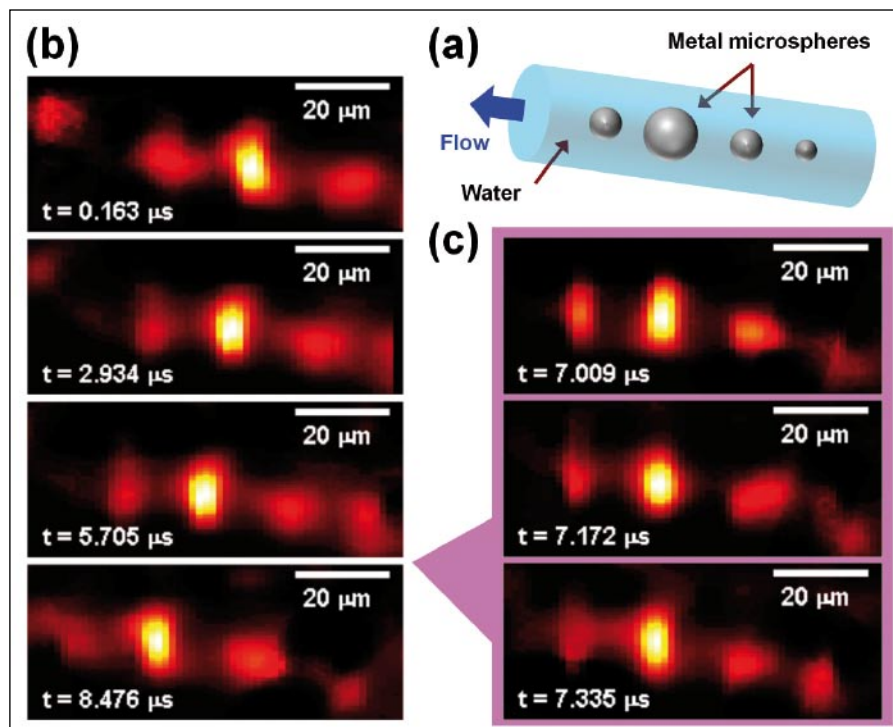 (b)
20 μm
t = 0.163 μs
20 μm
t = 2.934 μs
20 μm
t = 5.705 μs
20 μm
t = 8.476 μs
(a)
Metal microspheres
Flow
Water
(c)
20 μm
t = 7.009 μs
20 μm
t = 7.172 μs
20 μm
t = 7.335 μs